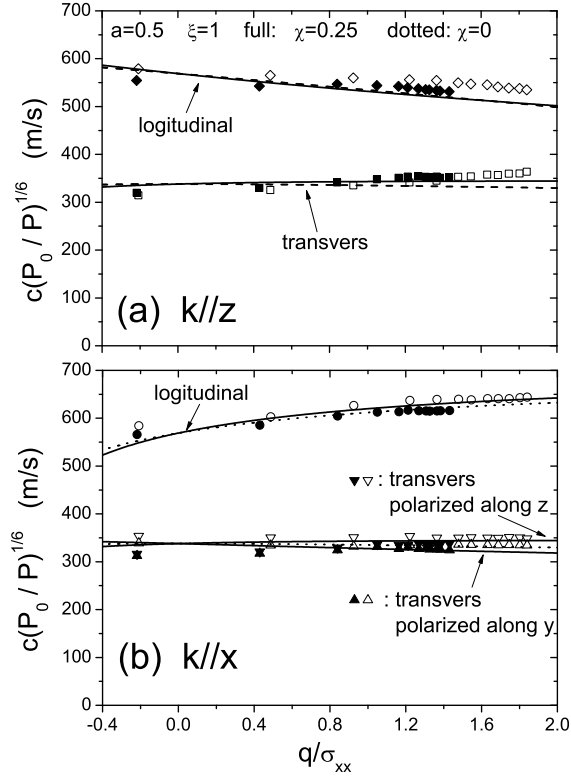 700
a=0.5 ξ=1 full: χ=0.25 dotted: χ=0
600
500
logitudinal
400
300
transvers
200
100
(a) k//z
0
c(P0 / P)^1/6 (m/s)
700
logitudinal
600
500
▼▽ : transvers
polarized along z
400
300
▲△ : transvers
polarized along y
200
100
(b) k//x
0
c(P0 / P)^1/6 (m/s)
-0.4 0.0 0.4 0.8 1.2 1.6 2.0
q/σxx